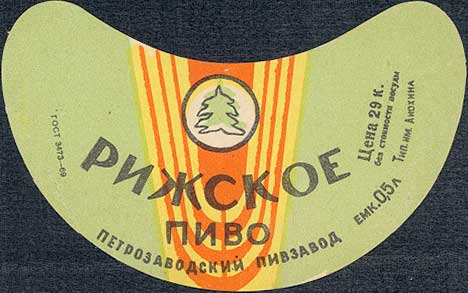 ГОСТ 3473-69
РИЖСКОЕ
ПИВО
ПЕТРОЗАВОДСКИЙ ПИВЗАВОД
Цена 29 к.
без стоимости посуды
Тип. им. Анохина
ЕМК. 0,5 Л